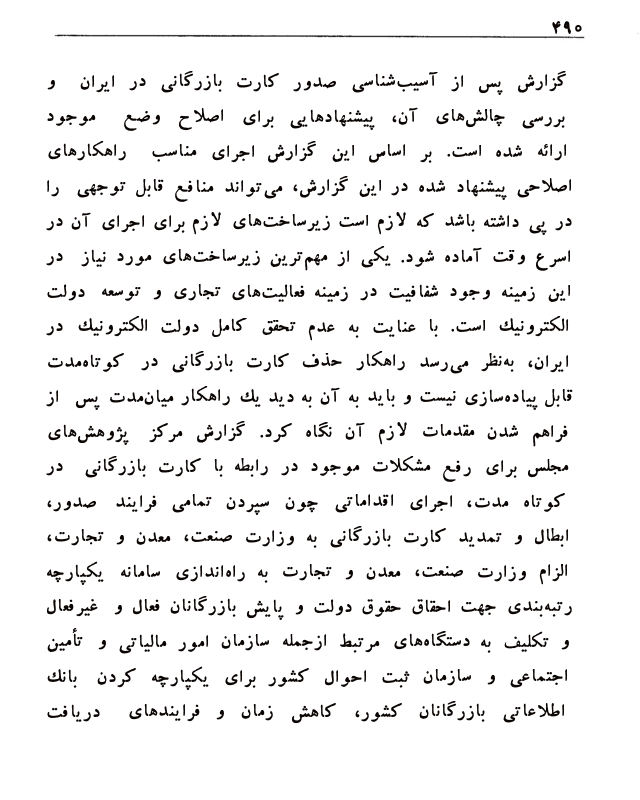 ۴۹۰
گزارش پس از آسیب‌شناسی صدور کارت بازرگانی در ایران و
بررسی چالش‌های آن، پیشنهادهایی برای اصلاح وضع موجود
ارائه شده است. بر اساس این گزارش اجرای مناسب راهکارهای
اصلاحی پیشنهاد شده در این گزارش، می‌تواند منافع قابل توجهی را
در پی داشته باشد که لازم است زیرساخت‌های لازم برای اجرای آن در
اسرع وقت آماده شود. یکی از مهم‌ترین زیرساخت‌های مورد نیاز در
این زمینه وجود شفافیت در زمینه فعالیت‌های تجاری و توسعه دولت
الکترونیك است. با عنایت به عدم تحقق کامل دولت الکترونیك در
ایران، به‌نظر می‌رسد راهکار حذف کارت بازرگانی در کوتاه‌مدت
قابل پیاده‌سازی نیست و باید به آن به دید یك راهکار میان‌مدت پس از
فراهم شدن مقدمات لازم آن نگاه کرد. گزارش مرکز پژوهش‌های
مجلس برای رفع مشکلات موجود در رابطه با کارت بازرگانی در
کوتاه مدت، اجرای اقداماتی چون سپردن تمامی فرایند صدور،
ابطال و تمدید کارت بازرگانی به وزارت صنعت، معدن و تجارت،
الزام وزارت صنعت، معدن و تجارت به راه‌اندازی سامانه یکپارچه
رتبه‌بندی جهت احقاق حقوق دولت و پایش بازرگانان فعال و غیرفعال
و تکلیف به دستگاه‌های مرتبط ازجمله سازمان امور مالیاتی و تأمین
اجتماعی و سازمان ثبت احوال کشور برای یکپارچه کردن بانك
اطلاعاتی بازرگانان کشور، کاهش زمان و فرایندهای دریافت